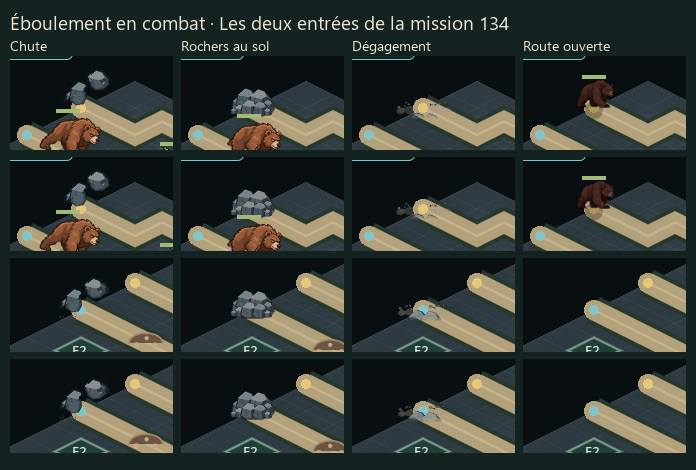 Éboulement en combat · Les deux entrées de la mission 134
Chute
Rochers au sol
Dégagement
Route ouverte